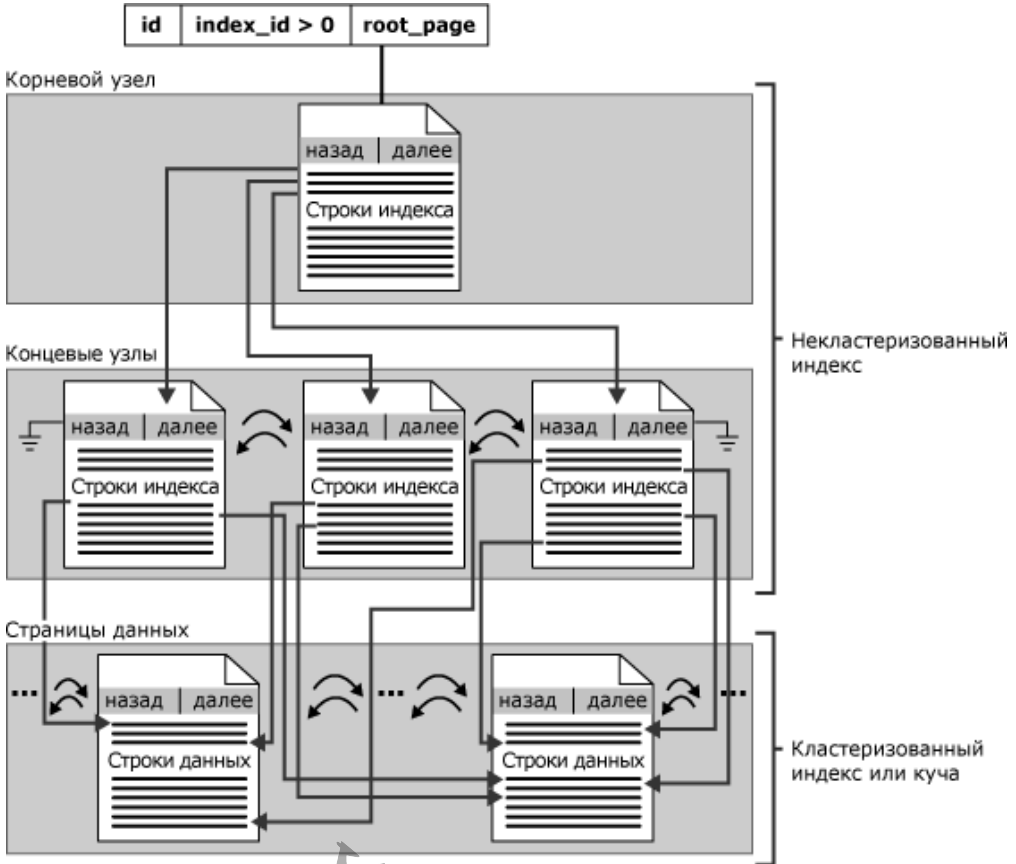 id index_id > 0 root_page
Корневой узел
назад далее
Строки индекса
Некластеризованный
индекс
Концевые узлы
назад далее назад далее назад далее
Строки индекса Строки индекса Строки индекса
Страницы данных
... ... ...
назад далее назад далее
Строки данных Строки данных
Кластеризованный
индекс или куча